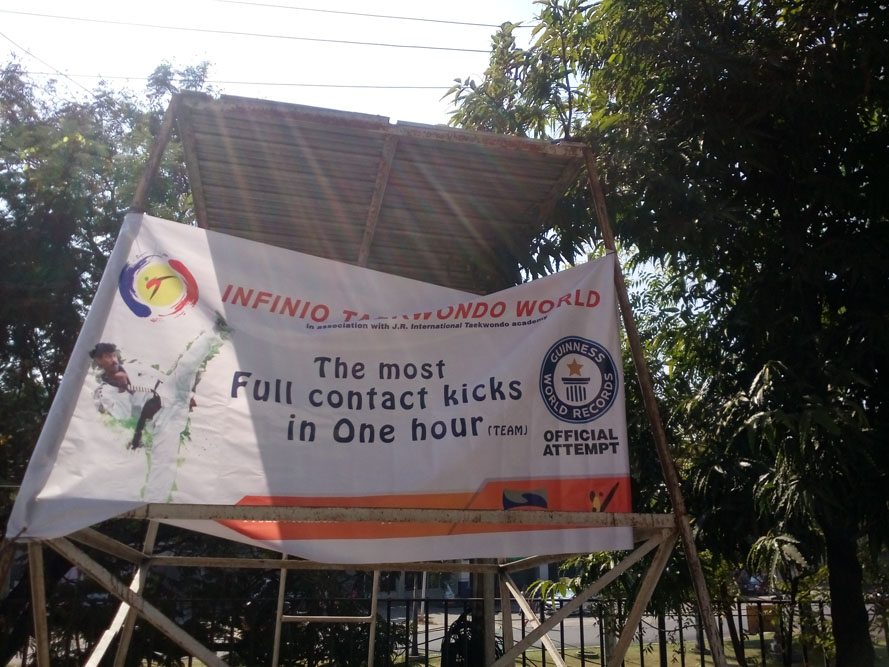 INFINIO TAEKWONDO WORLD
In association with J.R. International Taekwondo academy
The most
Full contact kicks
in One hour (TEAM)
GUINNESS
WORLD RECORDS
OFFICIAL
ATTEMPT